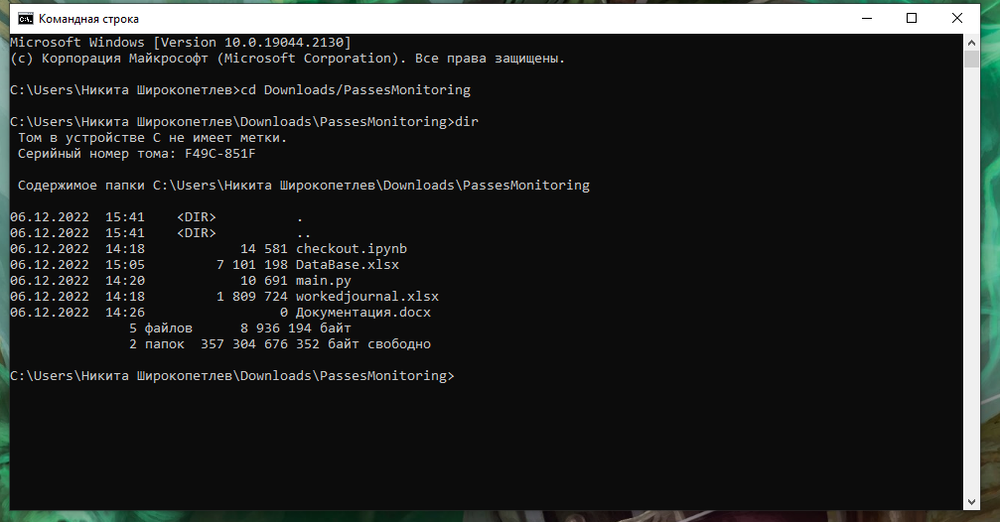 Командная строка
Microsoft Windows [Version 10.0.19044.2130]
(c) Корпорация Майкрософт (Microsoft Corporation). Все права защищены.
C:\Users\Никита Широкопетлев>cd Downloads/PassesMonitoring
C:\Users\Никита Широкопетлев\Downloads\PassesMonitoring>dir
Том в устройстве C не имеет метки.
Серийный номер тома: F49C-851F
Содержимое папки C:\Users\Никита Широкопетлев\Downloads\PassesMonitoring
06.12.2022  15:41    <DIR>          .
06.12.2022  15:41    <DIR>          ..
06.12.2022  14:18            14 581 checkout.ipynb
06.12.2022  15:05         7 101 198 DataBase.xlsx
06.12.2022  14:20            10 691 main.py
06.12.2022  14:18         1 809 724 workedjournal.xlsx
06.12.2022  14:26                 0 Документация.docx
5 файлов      8 936 194 байт
2 папок  357 304 676 352 байт свободно
C:\Users\Никита Широкопетлев\Downloads\PassesMonitoring>